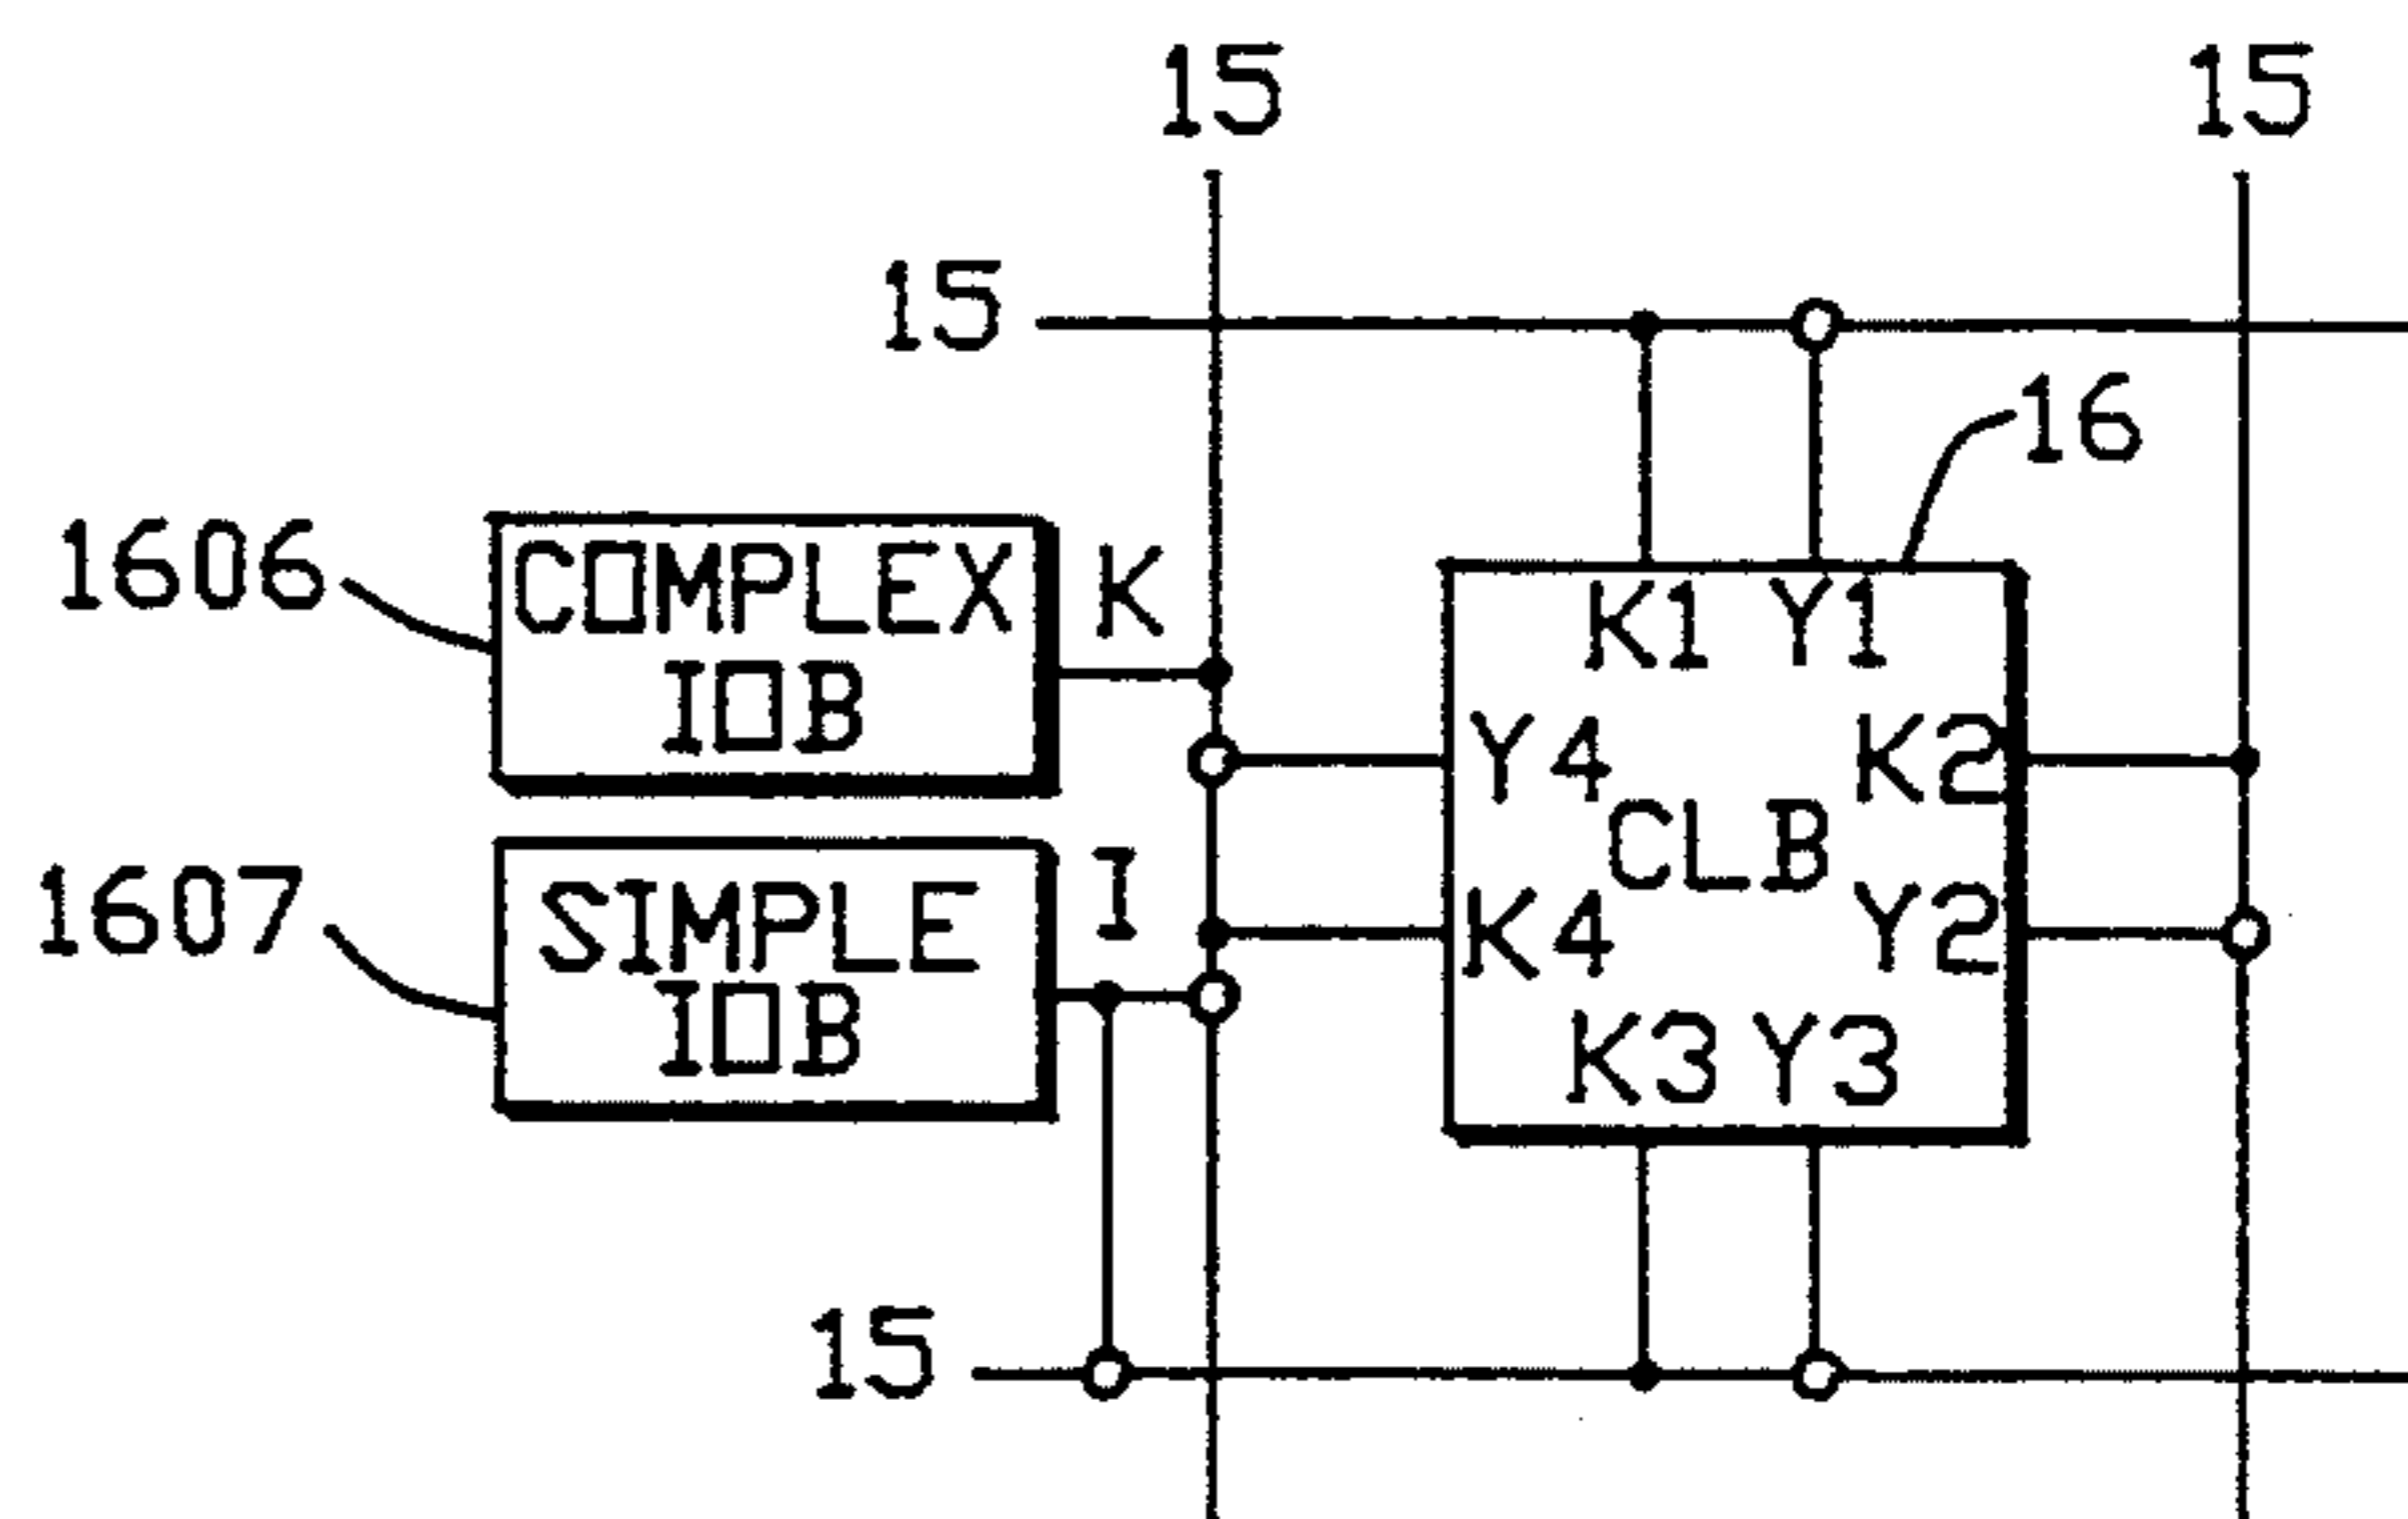 15 15
15
16
1606
COMPLEX
IOB
K
K1 Y1
Y4 K2
CLB
1607
SIMPLE
IOB
I
K4 Y2
K3 Y3
15